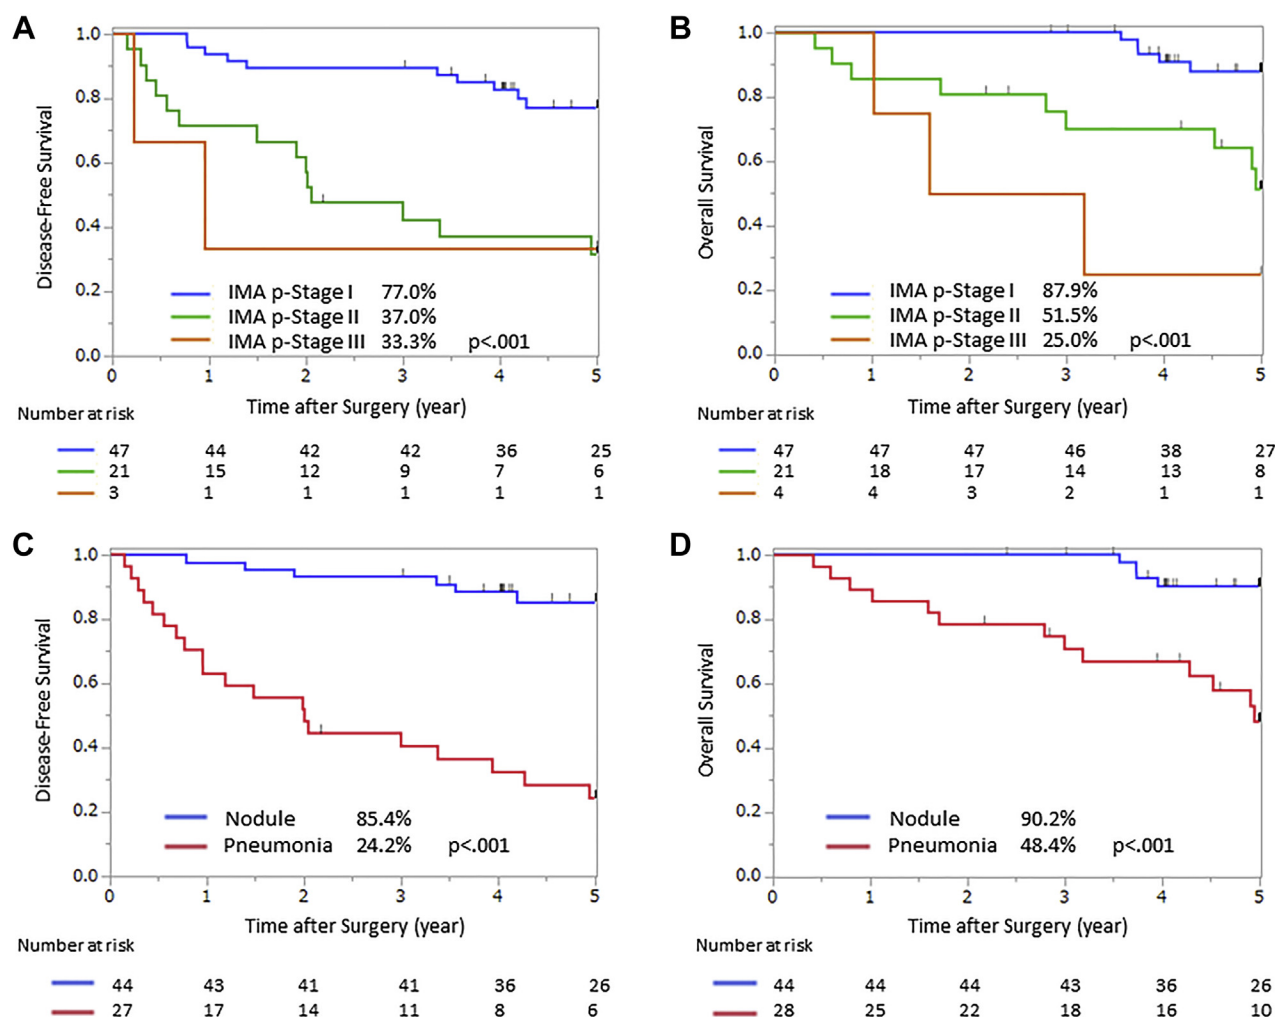 A
Disease-Free Survival
1.0
0.8
0.6
0.4
0.2
0.0
IMA p-Stage I 77.0%
IMA p-Stage II 37.0%
IMA p-Stage III 33.3% p<.001
0 1 2 3 4 5
Time after Surgery (year)
Number at risk
47 44 42 42 36 25
21 15 12 9 7 6
3 1 1 1 1 1
B
Overall Survival
1.0
0.8
0.6
0.4
0.2
0.0
IMA p-Stage I 87.9%
IMA p-Stage II 51.5%
IMA p-Stage III 25.0% p<.001
0 1 2 3 4 5
Time after Surgery (year)
Number at risk
47 47 47 46 38 27
21 18 17 14 13 8
4 4 3 2 1 1
C
Disease-Free Survival
1.0
0.8
0.6
0.4
0.2
0.0
Nodule 85.4%
Pneumonia 24.2% p<.001
0 1 2 3 4 5
Time after Surgery (year)
Number at risk
44 43 41 41 36 26
27 17 14 11 8 6
D
Overall Survival
1.0
0.8
0.6
0.4
0.2
0.0
Nodule 90.2%
Pneumonia 48.4% p<.001
0 1 2 3 4 5
Time after Surgery (year)
Number at risk
44 44 44 43 36 26
28 25 22 18 16 10